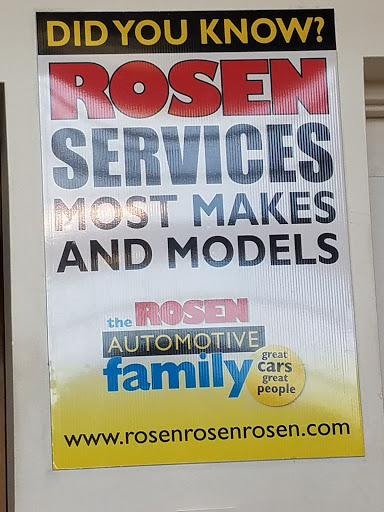 DID YOU KNOW?
ROSEN
SERVICES
MOST MAKES
AND MODELS
the ROSEN
AUTOMOTIVE
family
great
cars
great
people
www.rosenrosenrosen.com